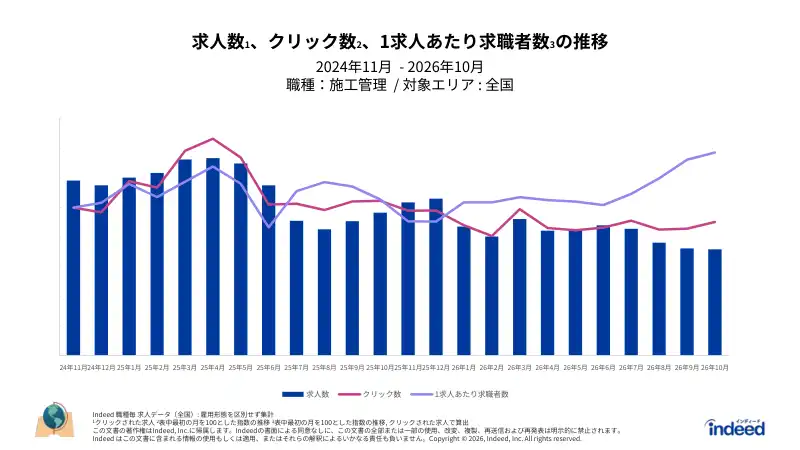 求人数1、クリック数2、1求人あたり求職者数3の推移
2024年11月 - 2026年10月
職種：施工管理 / 対象エリア : 全国
24年11月 24年12月 25年1月 25年2月 25年3月 25年4月 25年5月 25年6月 25年7月 25年8月 25年9月 25年10月 25年11月 25年12月 26年1月 26年2月 26年3月 26年4月 26年5月 26年6月 26年7月 26年8月 26年9月 26年10月
求人数 クリック数 1求人あたり求職者数
Indeed 職種毎 求人データ（全国）: 雇用形態を区別せず集計
¹クリックされた求人 ²表中最初の月を100とした指数の推移 ³表中最初の月を100とした指数の推移, クリックされた求人で算出
この文書の著作権はIndeed, Inc.に帰属します。Indeedの書面による同意なしに、この文書の全部または一部の使用、改変、複製、再送信および再発表は明示的に禁止されます。
Indeed はこの文書に含まれる情報の使用もしくは適用、またはそれらの解釈によるいかなる責任も負いません。Copyright © 2026, Indeed, Inc. All rights reserved.
インディード
indeed